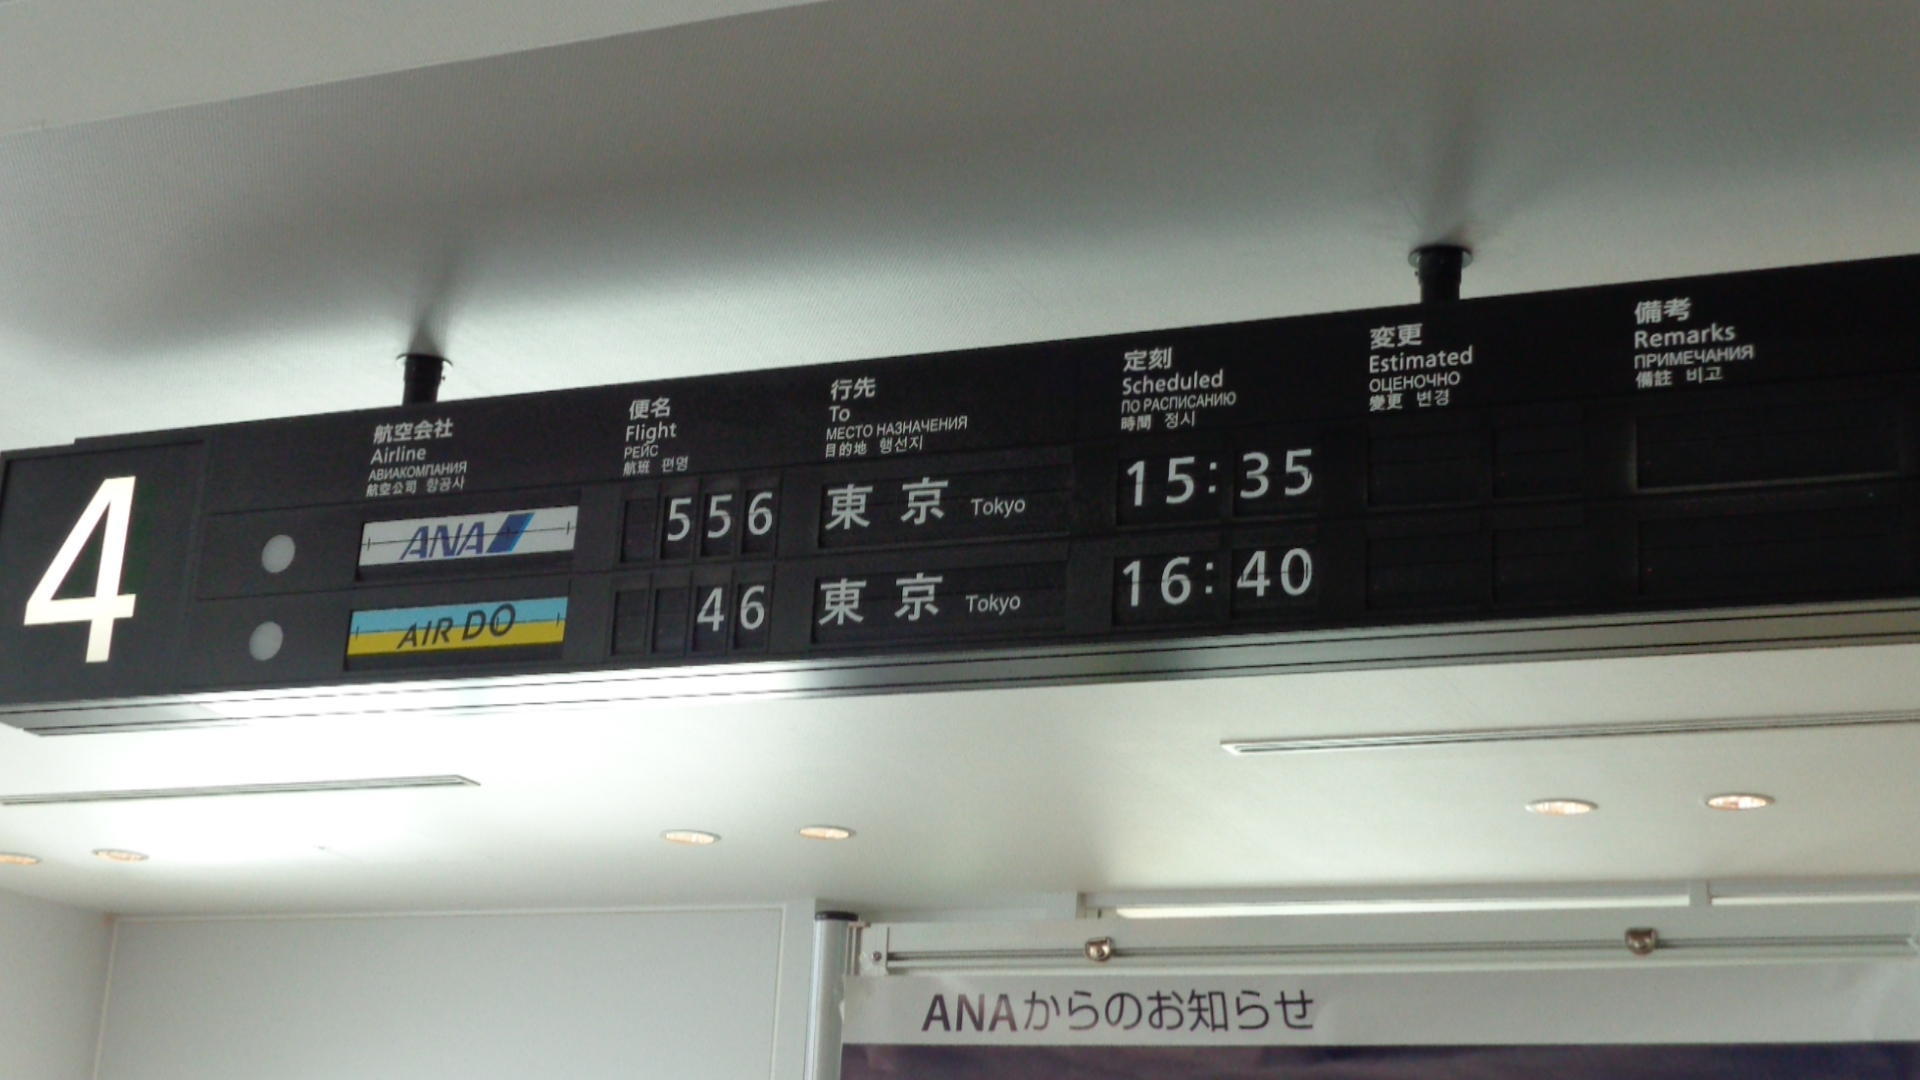 4
航空会社
Airline
АВИАКОМПАНИЯ
航空公司 항공사
便名
Flight
РЕЙС
航班 편명
行先
To
МЕСТО НАЗНАЧЕНИЯ
目的地 행선지
定刻
Scheduled
ПО РАСПИСАНИЮ
時間 정시
変更
Estimated
ОЦЕНОЧНО
變更 변경
備考
Remarks
ПРИМЕЧАНИЯ
備註 비고
ANA 556 東京 Tokyo 15:35
AIR DO 46 東京 Tokyo 16:40
ANAからのお知らせ